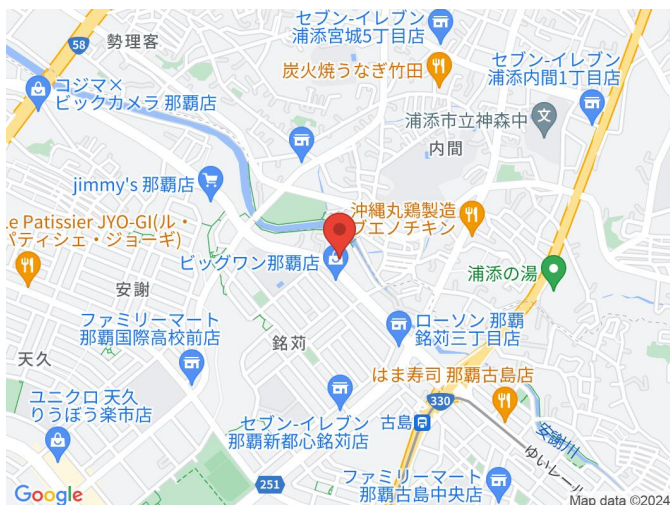 セブン-イレブン
浦添宮城5丁目店
勢理客
58
炭火焼うなぎ竹田
セブン-イレブン
浦添内間1丁目店
コジマ×
ビックカメラ 那覇店
浦添市立神森中
文
内間
jimmy's 那覇店
沖縄丸鶏製造
ブエノチキン
e Patissier JYO-GI(ル・
パティシェ・ジョーギ)
ビッグワン那覇店
浦添の湯
安謝
ファミリーマート
那覇国際高校前店
ローソン 那覇
銘苅三丁目店
銘苅
天久
はま寿司 那覇古島店
ユニクロ 天久
りうぼう楽市店
330
古島
セブン-イレブン
那覇新都心銘苅店
安謝川
ゆいレール
251
ファミリーマート
那覇古島中央店
Google
Map data ©2024